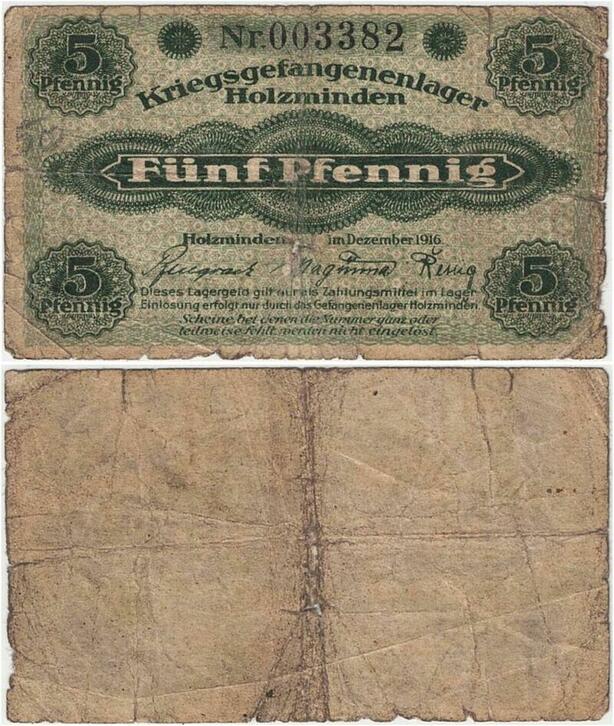 5 Nr.003382 5
Pfennig Pfennig
Kriegsgefangenenlager
Holzminden
Fünf Pfennig
Holzminden im Dezember 1916
5 5
Pfennig Pfennig
Dieses Lagergeld gilt nur als Zahlungsmittel im Lager
Einlösung erfolgt nur durch das Gefangenenlager Holzminden.
Scheine bei denen die Nummer ganz oder
teilweise fehlt, werden nicht eingelöst.